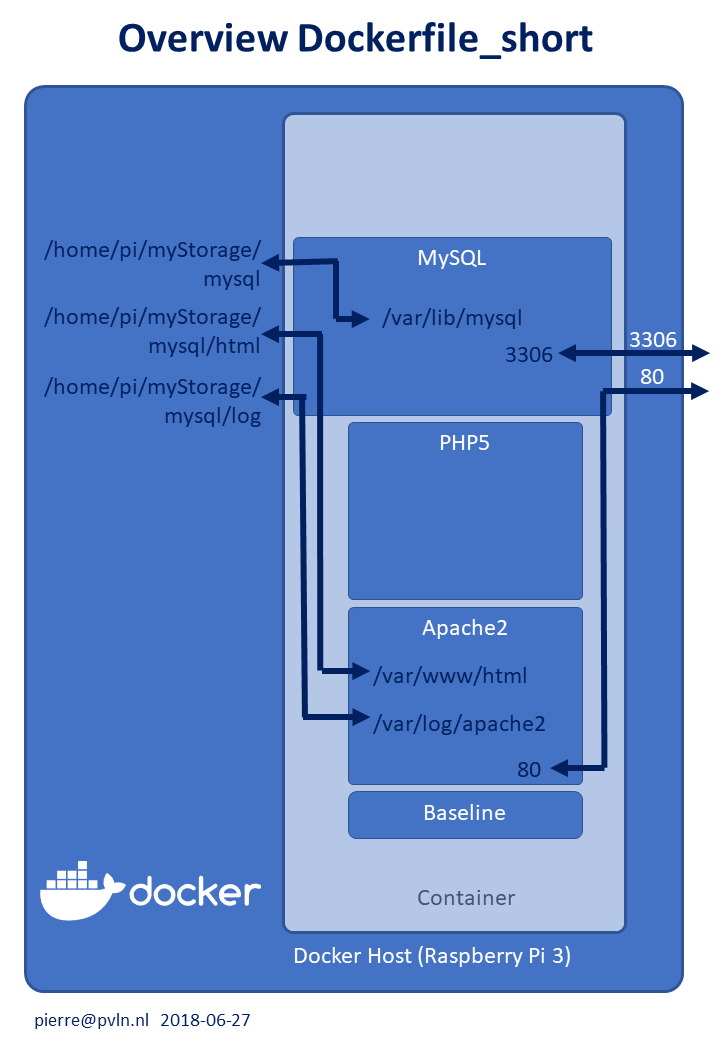 Overview Dockerfile_short
/home/pi/myStorage/
mysql
/home/pi/myStorage/
mysql/html
/home/pi/myStorage/
mysql/log
MySQL
/var/lib/mysql
3306
3306
80
PHP5
Apache2
/var/www/html
/var/log/apache2
80
Baseline
Container
docker
Docker Host (Raspberry Pi 3)
pierre@pvln.nl 2018-06-27